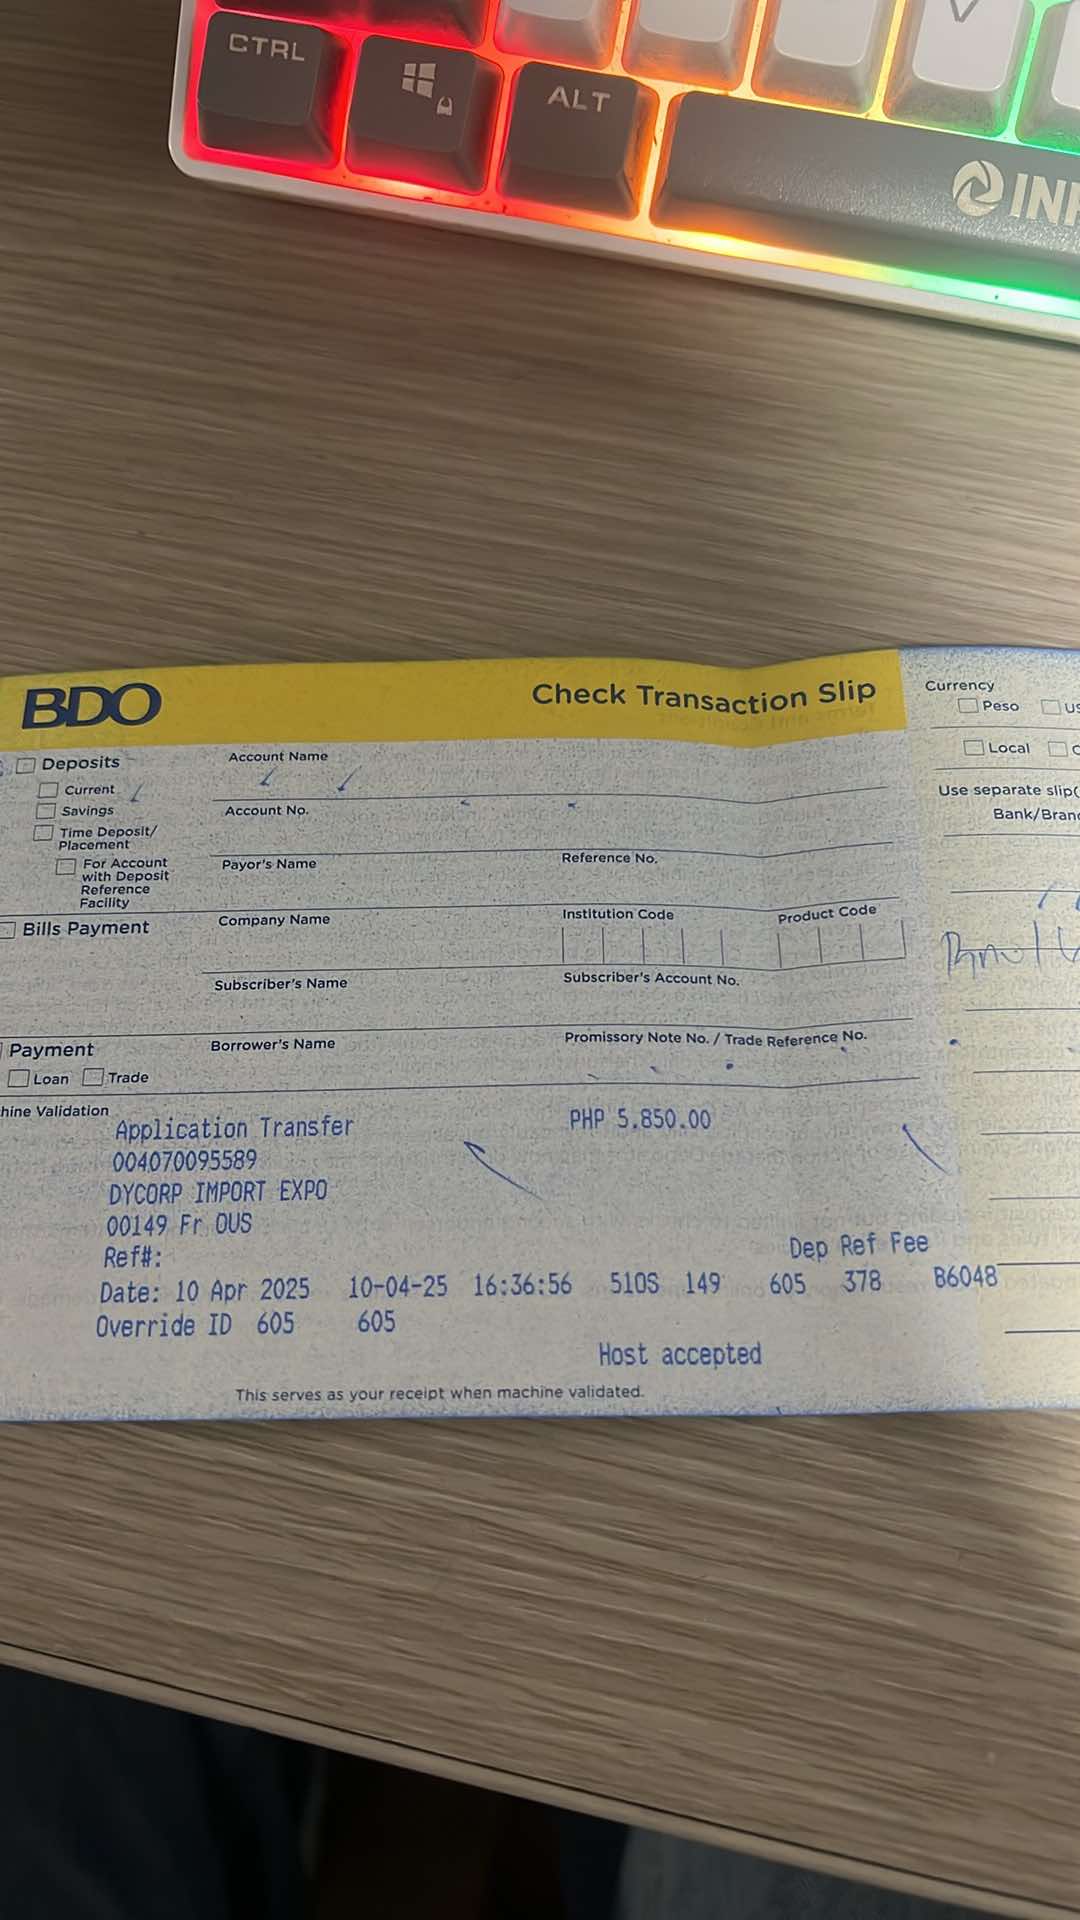 CTRL
ALT
V
BDO
Check Transaction Slip
Currency
Peso
Local
Use separate slip(
Deposits
Current
Savings
Time Deposit/
Placement
For Account
with Deposit
Reference
Facility
Account Name
Account No.
Payor's Name
Reference No.
Bills Payment
Company Name
Institution Code
Product Code
Subscriber's Name
Subscriber's Account No.
Payment
Loan
Trade
Borrower's Name
Promissory Note No. / Trade Reference No.
hine Validation
Application Transfer
PHP 5,850.00
004070095589
DYCORP IMPORT EXPO
00149 Fr OUS
Ref#:
Dep Ref Fee
Date: 10 Apr 2025 10-04-25 16:36:56 510S 149 605 378 B6048
Override ID 605 605
Host accepted
This serves as your receipt when machine validated.